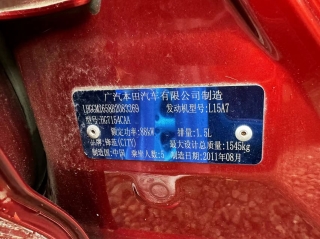 广汽本田汽车有限公司制造
发动机型号:L15A7
型号:HG7154CAA
额定功率:88kW 排量:1.5L
品牌:锋范(CITY) 最大设计总质量:1545kg
制造国:中国 乘坐人数:5 制造日期:2011年08月